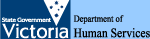 State Government
Victoria
Department of
Human Services